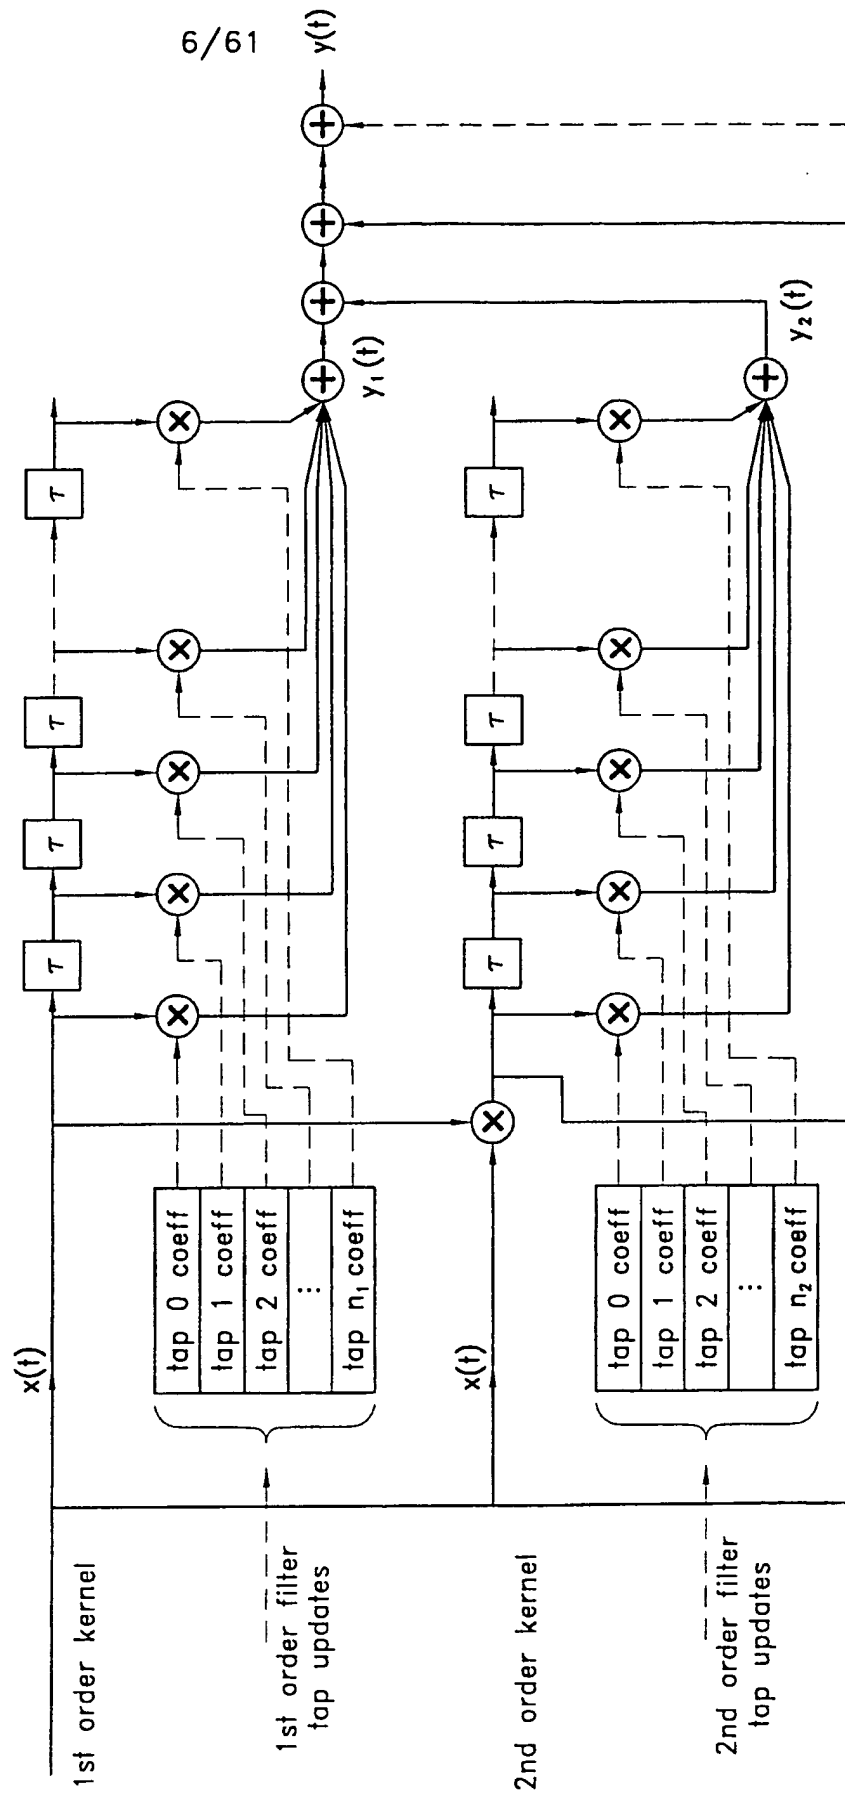 6/61
1st order kernel
x(t)
τ
τ
τ
τ
1st order filter
tap updates
tap 0 coeff
tap 1 coeff
tap 2 coeff
...
tap n₁ coeff
y₁(t)
y(t)
2nd order kernel
x(t)
τ
τ
τ
τ
2nd order filter
tap updates
tap 0 coeff
tap 1 coeff
tap 2 coeff
...
tap n₂ coeff
y₂(t)